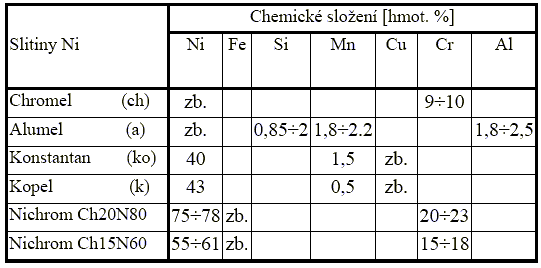 Chemické složení [hmot. %]
Slitiny Ni Ni Fe Si Mn Cu Cr Al
Chromel (ch) zb. 9÷10
Alumel (a) zb. 0,85÷2 1,8÷2.2 1,8÷2,5
Konstantan (ko) 40 1,5 zb.
Kopel (k) 43 0,5 zb.
Nichrom Ch20N80 75÷78 zb. 20÷23
Nichrom Ch15N60 55÷61 zb. 15÷18